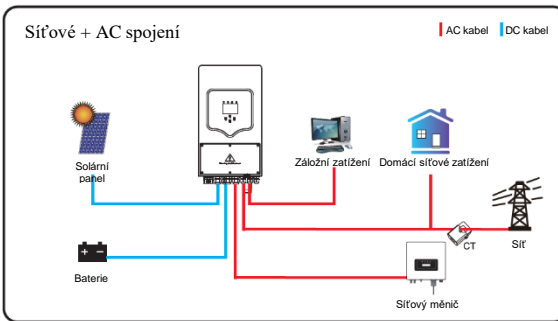 Síťové + AC spojení
AC kabel
DC kabel
Solární
panel
Záložní zatížení
Domácí síťové zatížení
CT
Síť
Baterie
Síťový měnič